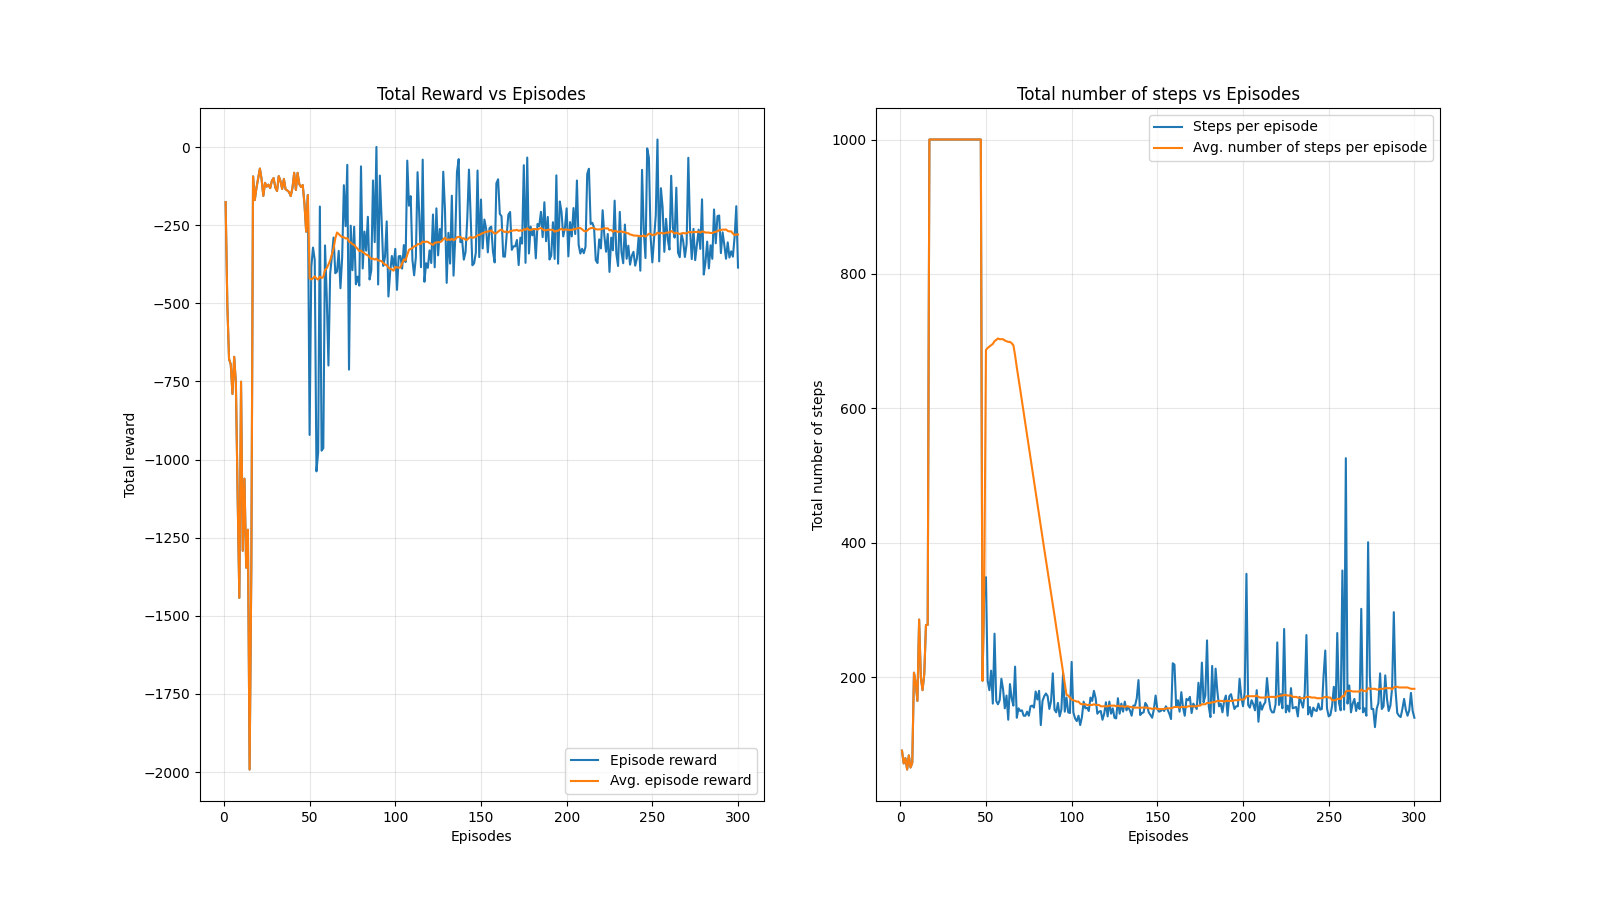 Total Reward vs Episodes
0
−250
−500
−750
−1000
−1250
−1500
−1750
−2000
Total reward
0
50
100
150
200
250
300
Episodes
Episode reward
Avg. episode reward
Total number of steps vs Episodes
1000
800
600
400
200
Total number of steps
0
50
100
150
200
250
300
Episodes
Steps per episode
Avg. number of steps per episode